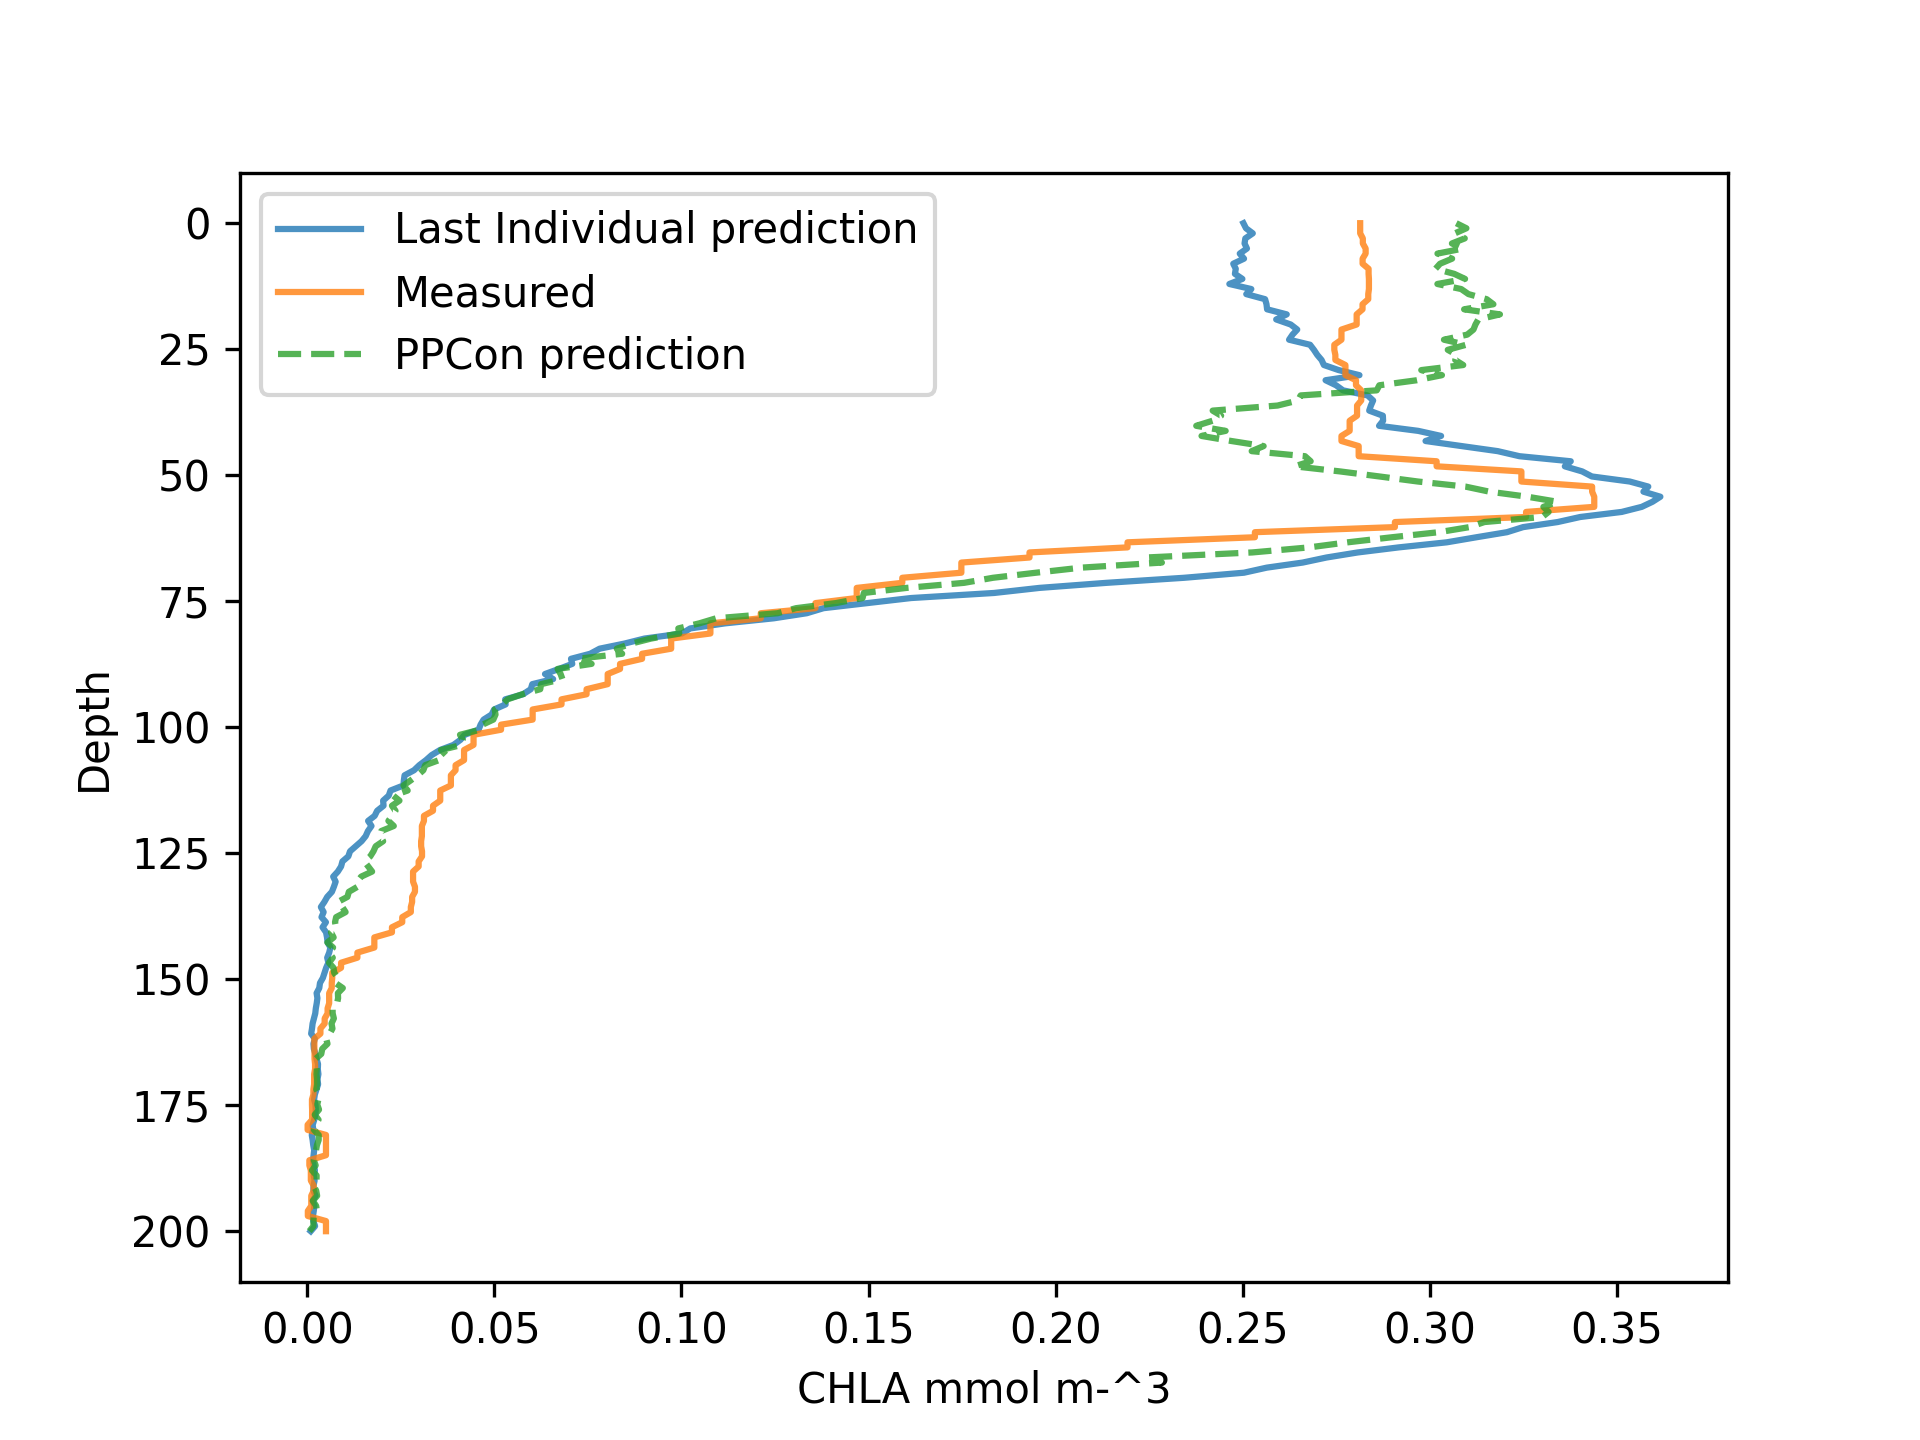 Last Individual prediction
Measured
PPCon prediction
0
25
50
75
100
125
150
175
200
Depth
0.00 0.05 0.10 0.15 0.20 0.25 0.30 0.35
CHLA mmol m-^3